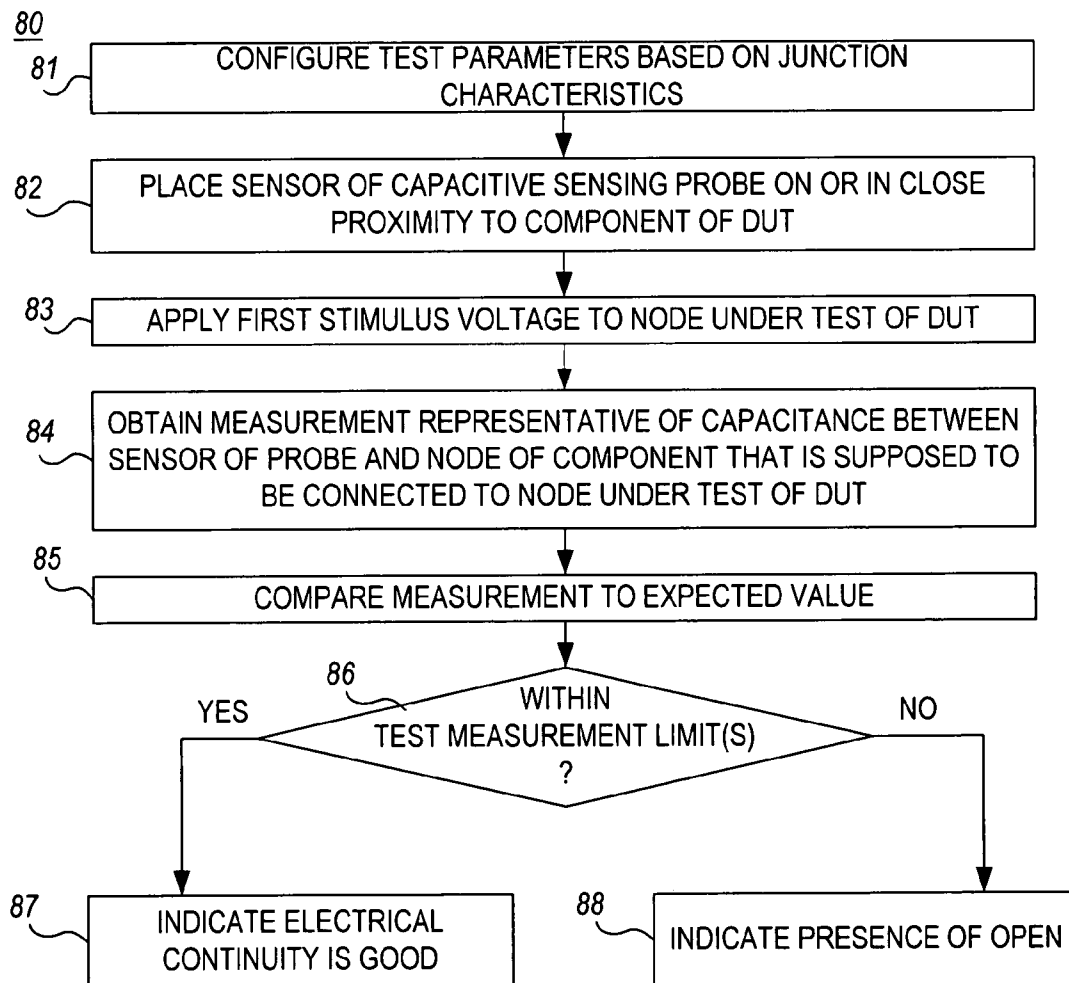 80
81
CONFIGURE TEST PARAMETERS BASED ON JUNCTION
CHARACTERISTICS
82
PLACE SENSOR OF CAPACITIVE SENSING PROBE ON OR IN CLOSE
PROXIMITY TO COMPONENT OF DUT
83
APPLY FIRST STIMULUS VOLTAGE TO NODE UNDER TEST OF DUT
84
OBTAIN MEASUREMENT REPRESENTATIVE OF CAPACITANCE BETWEEN
SENSOR OF PROBE AND NODE OF COMPONENT THAT IS SUPPOSED TO
BE CONNECTED TO NODE UNDER TEST OF DUT
85
COMPARE MEASUREMENT TO EXPECTED VALUE
86
WITHIN
TEST MEASUREMENT LIMIT(S)
?
YES
NO
87
INDICATE ELECTRICAL
CONTINUITY IS GOOD
88
INDICATE PRESENCE OF OPEN